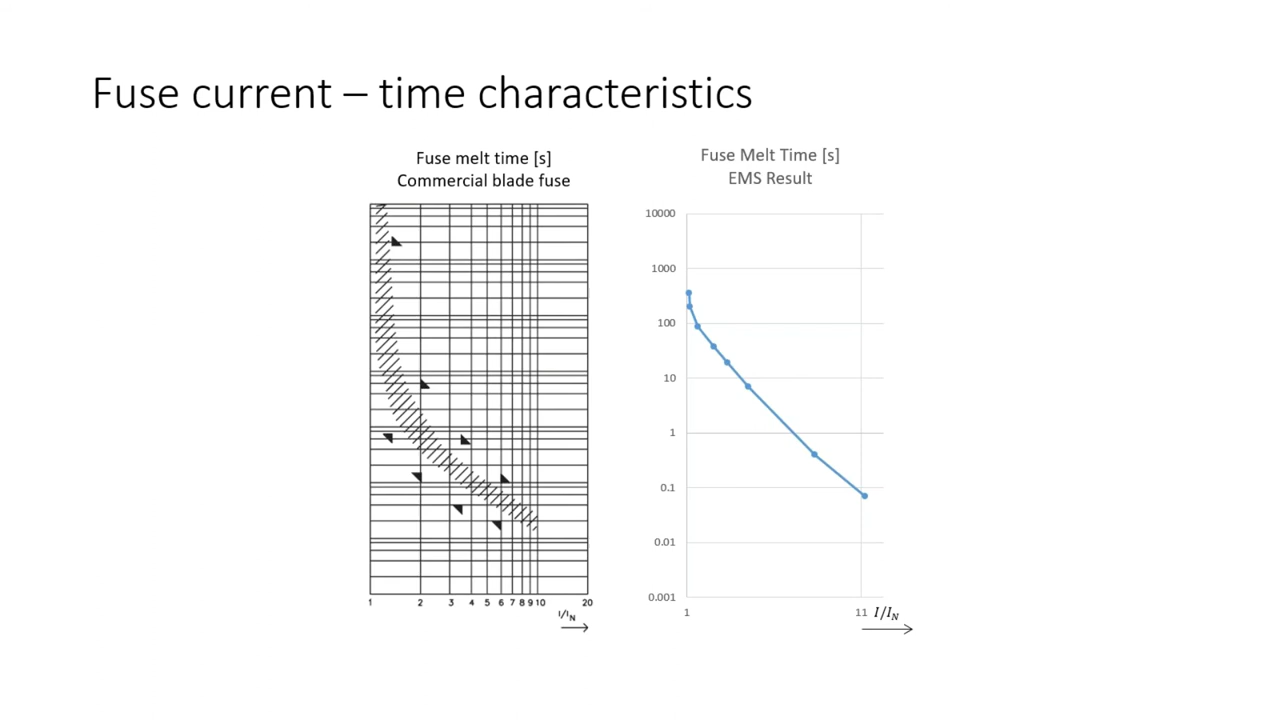 Fuse current – time characteristics
Fuse melt time [s]
Commercial blade fuse
1 2 3 4 5 6 7 8 9 10 20
I/IN
Fuse Melt Time [s]
EMS Result
10000
1000
100
10
1
0.1
0.01
0.001
1 11 I/IN